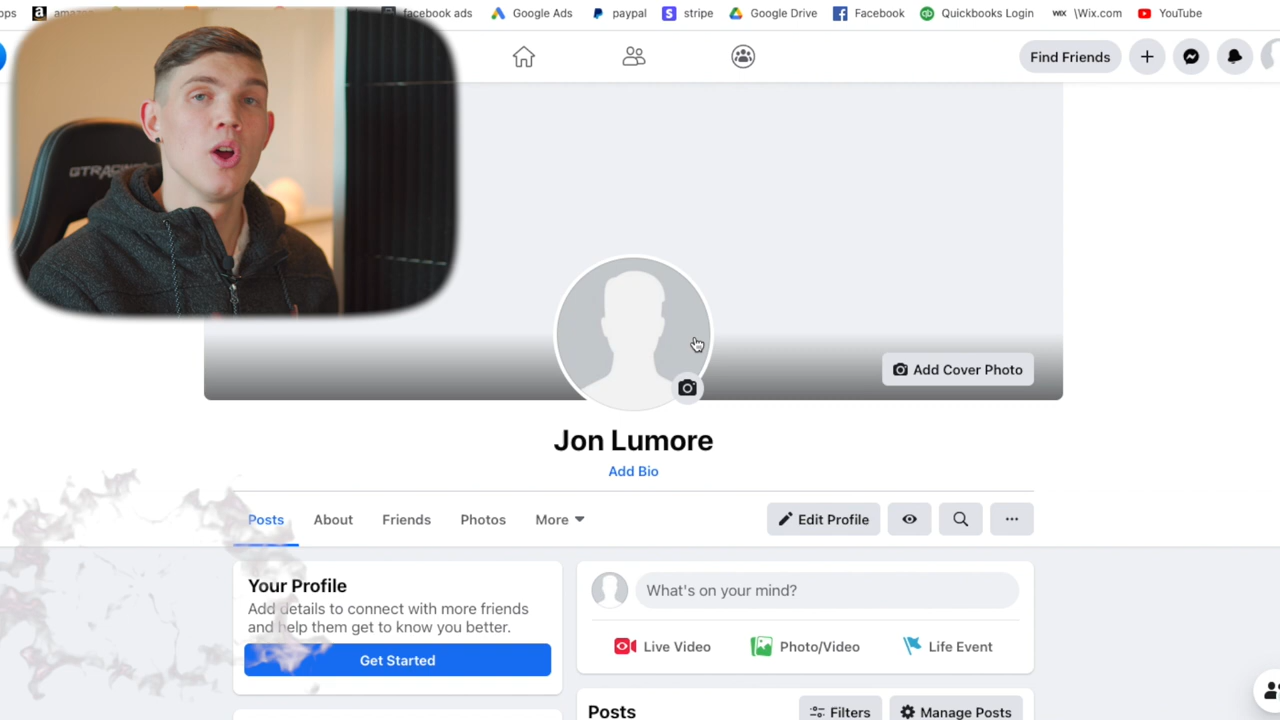 facebook ads
Google Ads
paypal
stripe
Google Drive
Facebook
Quickbooks Login
WIX
\Wix.com
YouTube
Find Friends
Add Cover Photo
Jon Lumore
Add Bio
Posts
About
Friends
Photos
More
Edit Profile
Your Profile
Add details to connect with more friends
and help them get to know you better.
Get Started
What's on your mind?
Live Video
Photo/Video
Life Event
Posts
Filters
Manage Posts